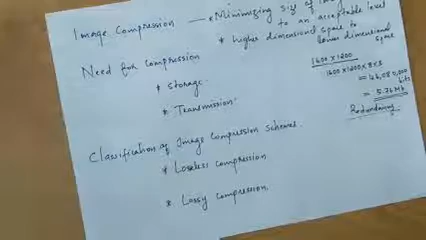 Image Compression — * Minimizing size of
to an acceptable level
* higher dimensional space to
lower dimensional
space
Need for Compression
* Storage
* Transmission
1600 X 1200
1600 X 1200 X 8 X 3
= 46,080,000
bits
= 5.76 Mb
Redundancy
Classification of Image Compression Schemes.
* Lossless compression
* Lossy compression